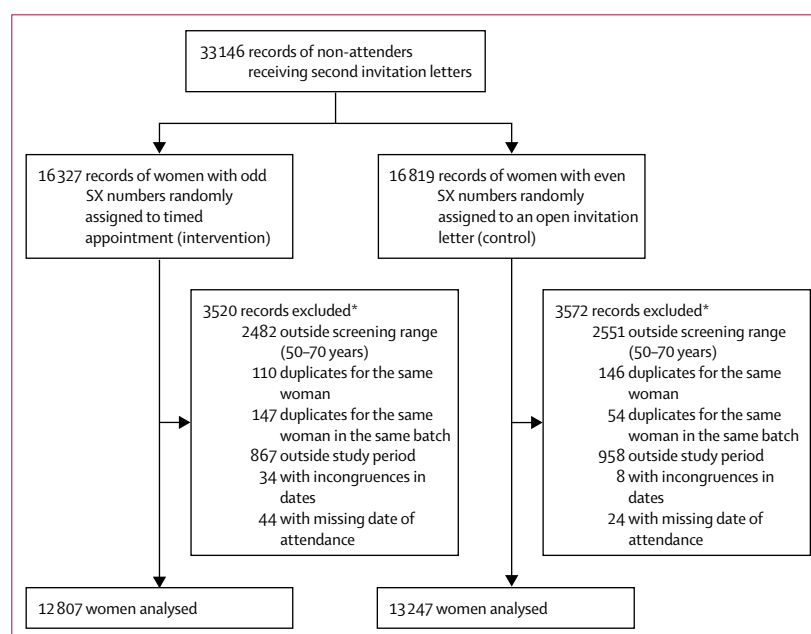 33146 records of non-attenders
receiving second invitation letters
16327 records of women with odd
SX numbers randomly
assigned to timed
appointment (intervention)
16819 records of women with even
SX numbers randomly
assigned to an open invitation
letter (control)
3520 records excluded*
2482 outside screening range
(50–70 years)
110 duplicates for the same
woman
147 duplicates for the same
woman in the same batch
867 outside study period
34 with incongruences in
dates
44 with missing date of
attendance
3572 records excluded*
2551 outside screening range
(50–70 years)
146 duplicates for the same
woman
54 duplicates for the same
woman in the same batch
958 outside study period
8 with incongruences in
dates
24 with missing date of
attendance
12807 women analysed
13247 women analysed